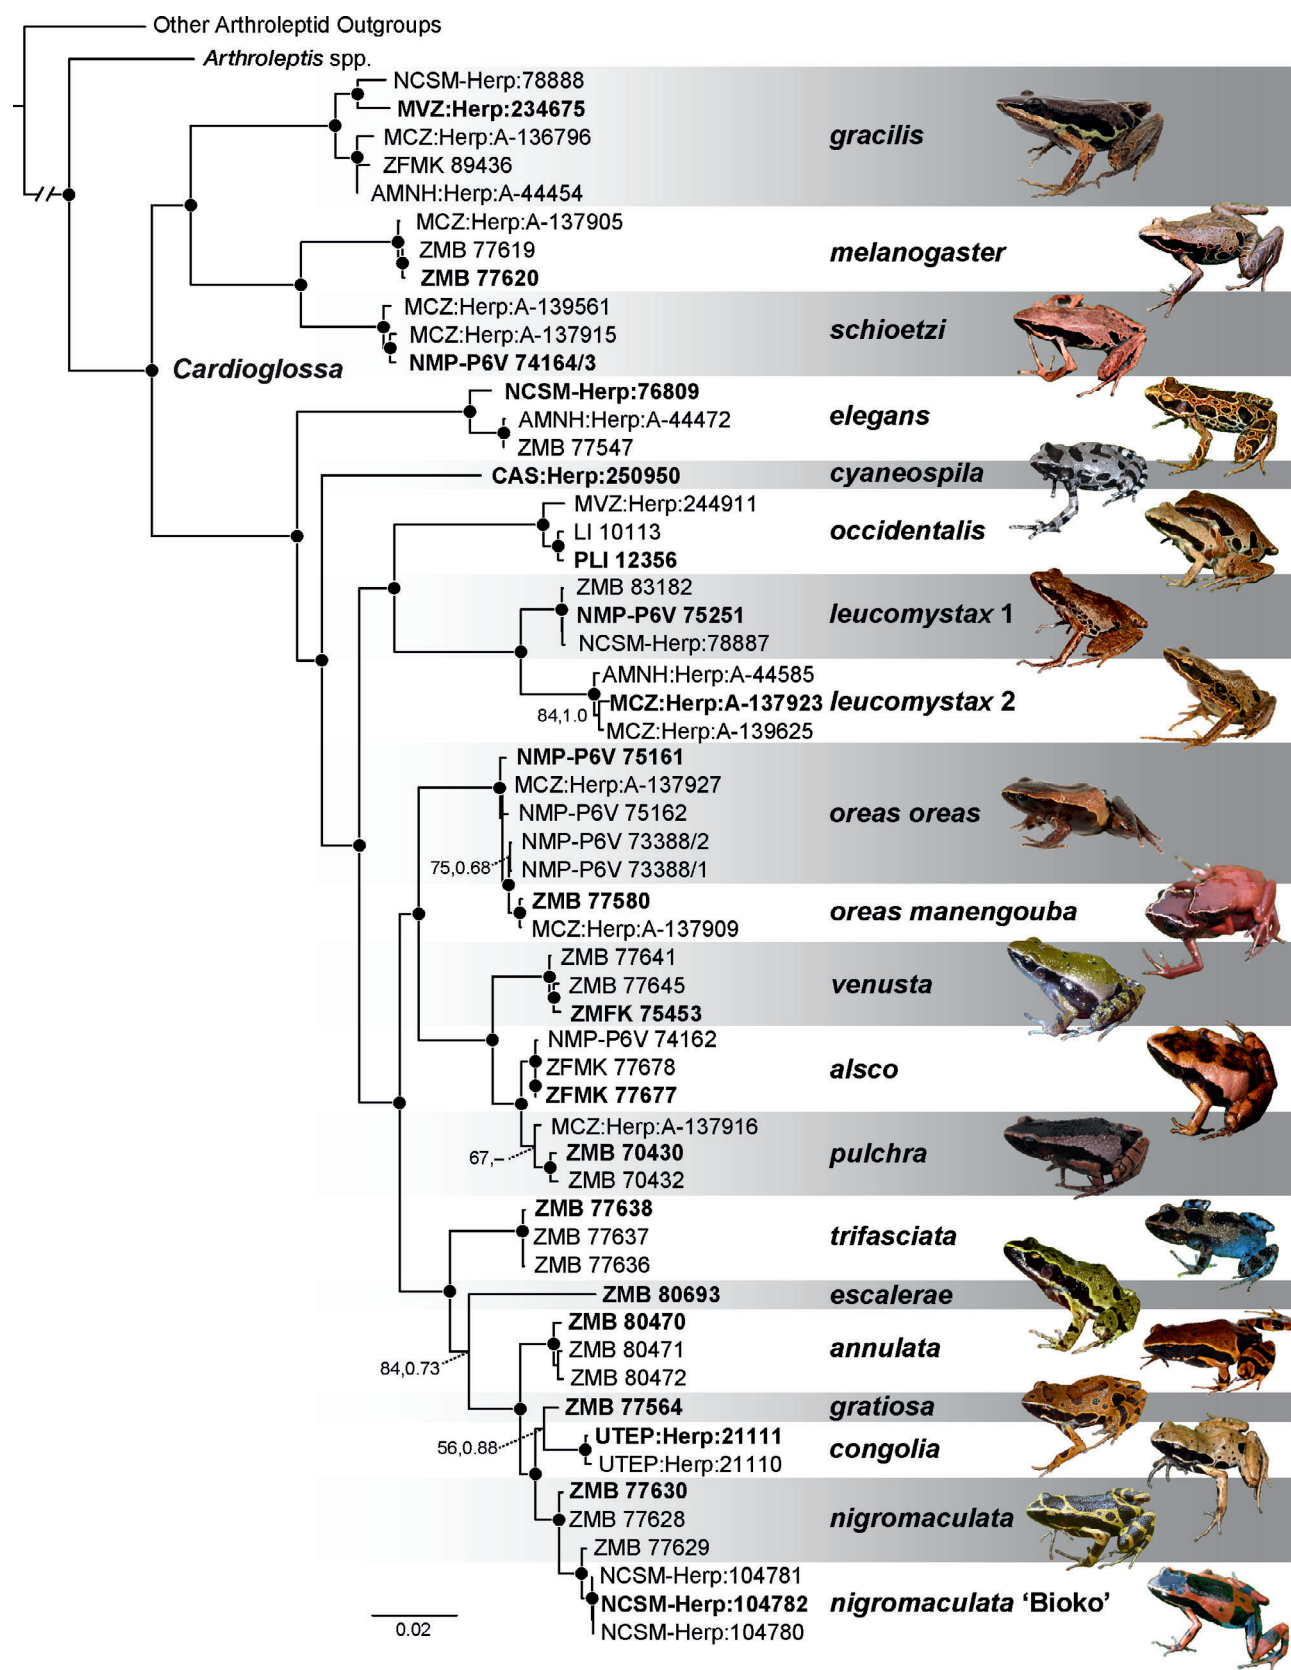 Other Arthroleptid Outgroups
Arthroleptis spp.
NCSM-Herp:78888
MVZ:Herp:234675
MCZ:Herp:A-136796
gracilis
ZFMK 89436
AMNH:Herp:A-44454
MCZ:Herp:A-137905
ZMB 77619
melanogaster
ZMB 77620
MCZ:Herp:A-139561
MCZ:Herp:A-137915
schioetzi
NMP-P6V 74164/3
Cardioglossa
NCSM-Herp:76809
AMNH:Herp:A-44472
elegans
ZMB 77547
CAS:Herp:250950
cyaneospila
MVZ:Herp:244911
LI 10113
occidentalis
PLI 12356
ZMB 83182
NMP-P6V 75251
leucomystax 1
NCSM-Herp:78887
AMNH:Herp:A-44585
MCZ:Herp:A-137923
leucomystax 2
84,1.0
MCZ:Herp:A-139625
NMP-P6V 75161
MCZ:Herp:A-137927
NMP-P6V 75162
oreas oreas
NMP-P6V 73388/2
75,0.68
NMP-P6V 73388/1
ZMB 77580
oreas manengouba
MCZ:Herp:A-137909
ZMB 77641
ZMB 77645
venusta
ZMFK 75453
NMP-P6V 74162
ZFMK 77678
alsco
ZFMK 77677
MCZ:Herp:A-137916
67,–
ZMB 70430
pulchra
ZMB 70432
ZMB 77638
ZMB 77637
trifasciata
ZMB 77636
ZMB 80693
escalerae
ZMB 80470
ZMB 80471
annulata
84,0.73
ZMB 80472
ZMB 77564
gratiosa
56,0.88
UTEP:Herp:21111
congolia
UTEP:Herp:21110
ZMB 77630
ZMB 77628
nigromaculata
ZMB 77629
NCSM-Herp:104781
NCSM-Herp:104782
nigromaculata ‘Bioko’
NCSM-Herp:104780
0.02